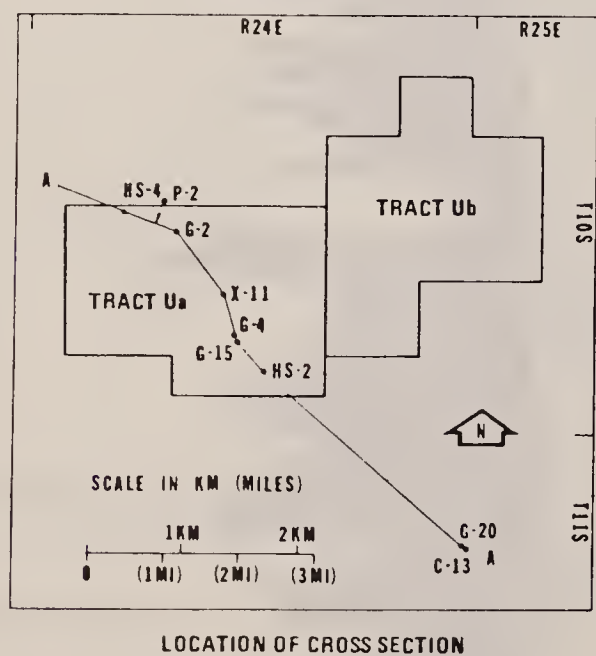 R24E
R25E
A
HS-4
P-2
G-2
TRACT Ub
T10S
TRACT Ua
X-11
G-4
G-15
HS-2
N
SCALE IN KM (MILES)
1KM
2KM
0
(1MI)
(2MI)
(3MI)
T11S
G-20
C-13
A
LOCATION OF CROSS SECTION